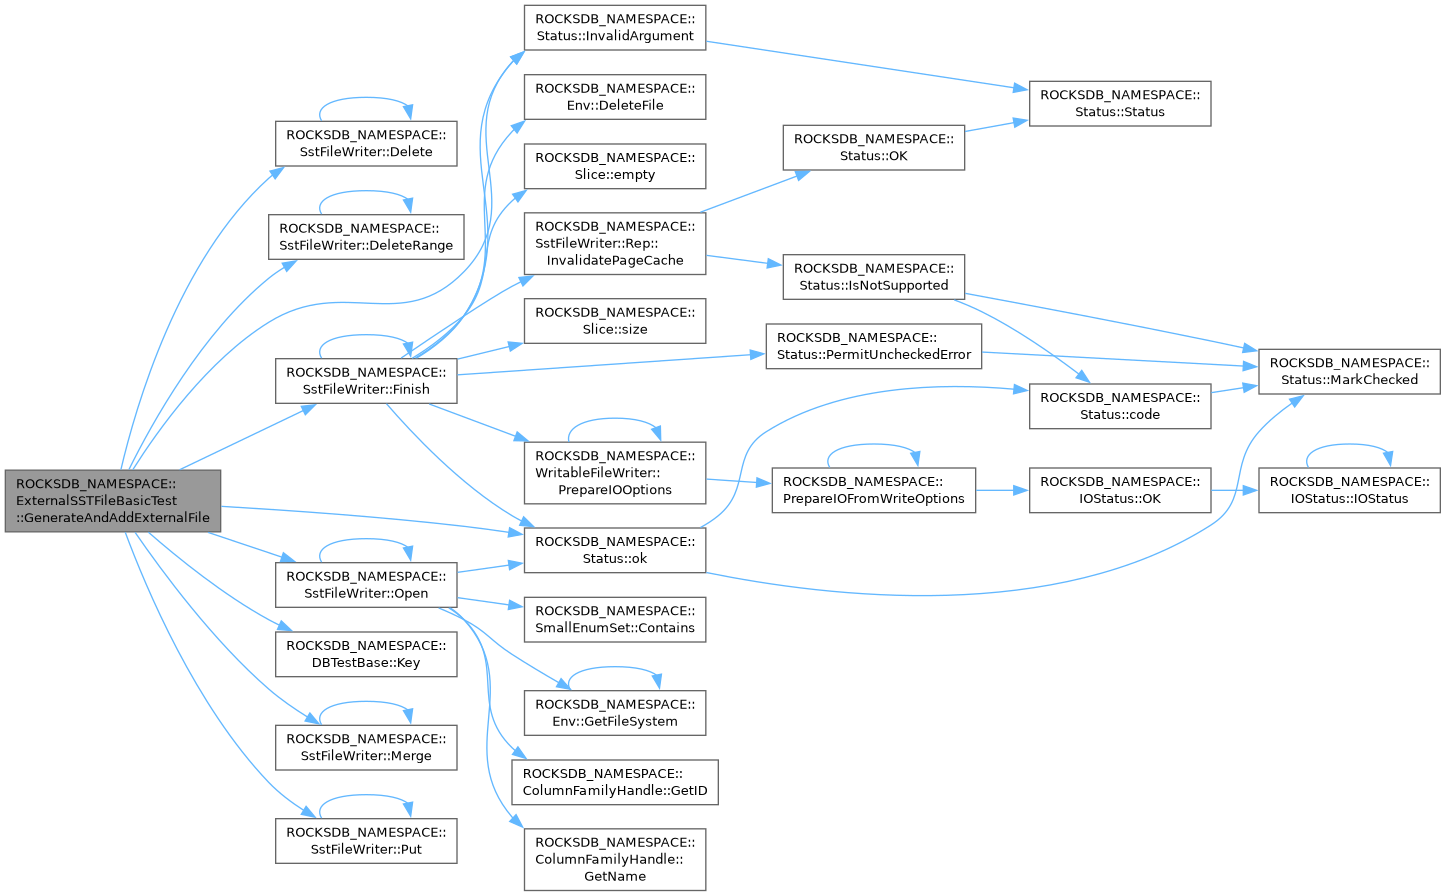 ROCKSDB_NAMESPACE::
ExternalSSTFileBasicTest
::GenerateAndAddExternalFile
ROCKSDB_NAMESPACE::
SstFileWriter::Delete
ROCKSDB_NAMESPACE::
SstFileWriter::DeleteRange
ROCKSDB_NAMESPACE::
SstFileWriter::Finish
ROCKSDB_NAMESPACE::
SstFileWriter::Open
ROCKSDB_NAMESPACE::
DBTestBase::Key
ROCKSDB_NAMESPACE::
SstFileWriter::Merge
ROCKSDB_NAMESPACE::
SstFileWriter::Put
ROCKSDB_NAMESPACE::
Status::InvalidArgument
ROCKSDB_NAMESPACE::
Env::DeleteFile
ROCKSDB_NAMESPACE::
Slice::empty
ROCKSDB_NAMESPACE::
SstFileWriter::Rep::
InvalidatePageCache
ROCKSDB_NAMESPACE::
Slice::size
ROCKSDB_NAMESPACE::
WritableFileWriter::
PrepareIOOptions
ROCKSDB_NAMESPACE::
Status::ok
ROCKSDB_NAMESPACE::
SmallEnumSet::Contains
ROCKSDB_NAMESPACE::
Env::GetFileSystem
ROCKSDB_NAMESPACE::
ColumnFamilyHandle::GetID
ROCKSDB_NAMESPACE::
ColumnFamilyHandle::
GetName
ROCKSDB_NAMESPACE::
Status::OK
ROCKSDB_NAMESPACE::
Status::IsNotSupported
ROCKSDB_NAMESPACE::
Status::PermitUncheckedError
ROCKSDB_NAMESPACE::
PrepareIOFromWriteOptions
ROCKSDB_NAMESPACE::
Status::Status
ROCKSDB_NAMESPACE::
Status::code
ROCKSDB_NAMESPACE::
IOStatus::OK
ROCKSDB_NAMESPACE::
Status::MarkChecked
ROCKSDB_NAMESPACE::
IOStatus::IOStatus